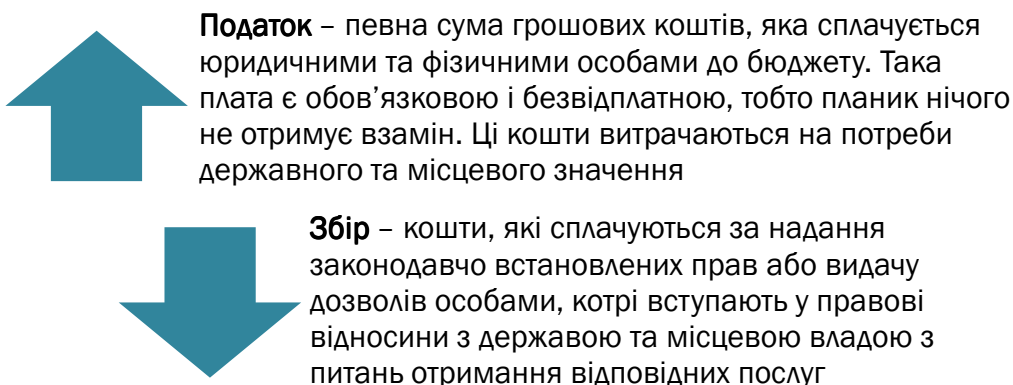 Податок – певна сума грошових коштів, яка сплачується
юридичними та фізичними особами до бюджету. Така
плата є обов’язковою і безвідплатною, тобто планик нічого
не отримує взамін. Ці кошти витрачаються на потреби
державного та місцевого значення
Збір – кошти, які сплачуються за надання
законодавчо встановлених прав або видачу
дозволів особами, котрі вступають у правові
відносини з державою та місцевою владою з
питань отримання відповідних послуг